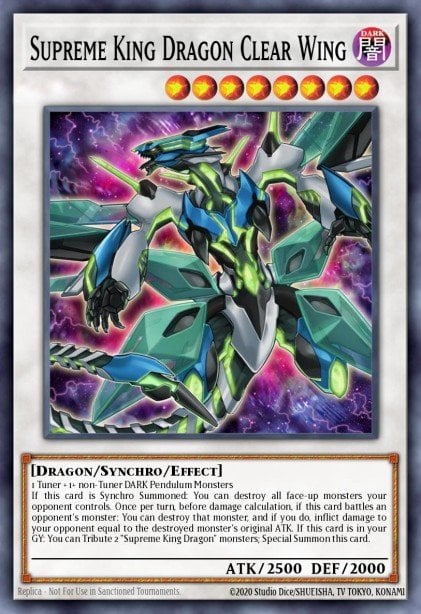 Supreme King Dragon Clear Wing
DARK
闇
[Dragon/Synchro/Effect]
1 Tuner + 1+ non-Tuner DARK Pendulum Monsters
If this card is Synchro Summoned: You can destroy all face-up monsters your
opponent controls. Once per turn, before damage calculation, if this card battles an
opponent's monster: You can destroy that monster, and if you do, inflict damage to
your opponent equal to the destroyed monster's original ATK. If this card is in your
GY: You can Tribute 2 "Supreme King Dragon" monsters; Special Summon this card.
ATK/2500 DEF/2000
Replica - Not For Use in Sanctioned Tournaments.
©2020 Studio Dice/SHUEISHA, TV TOKYO, KONAMI